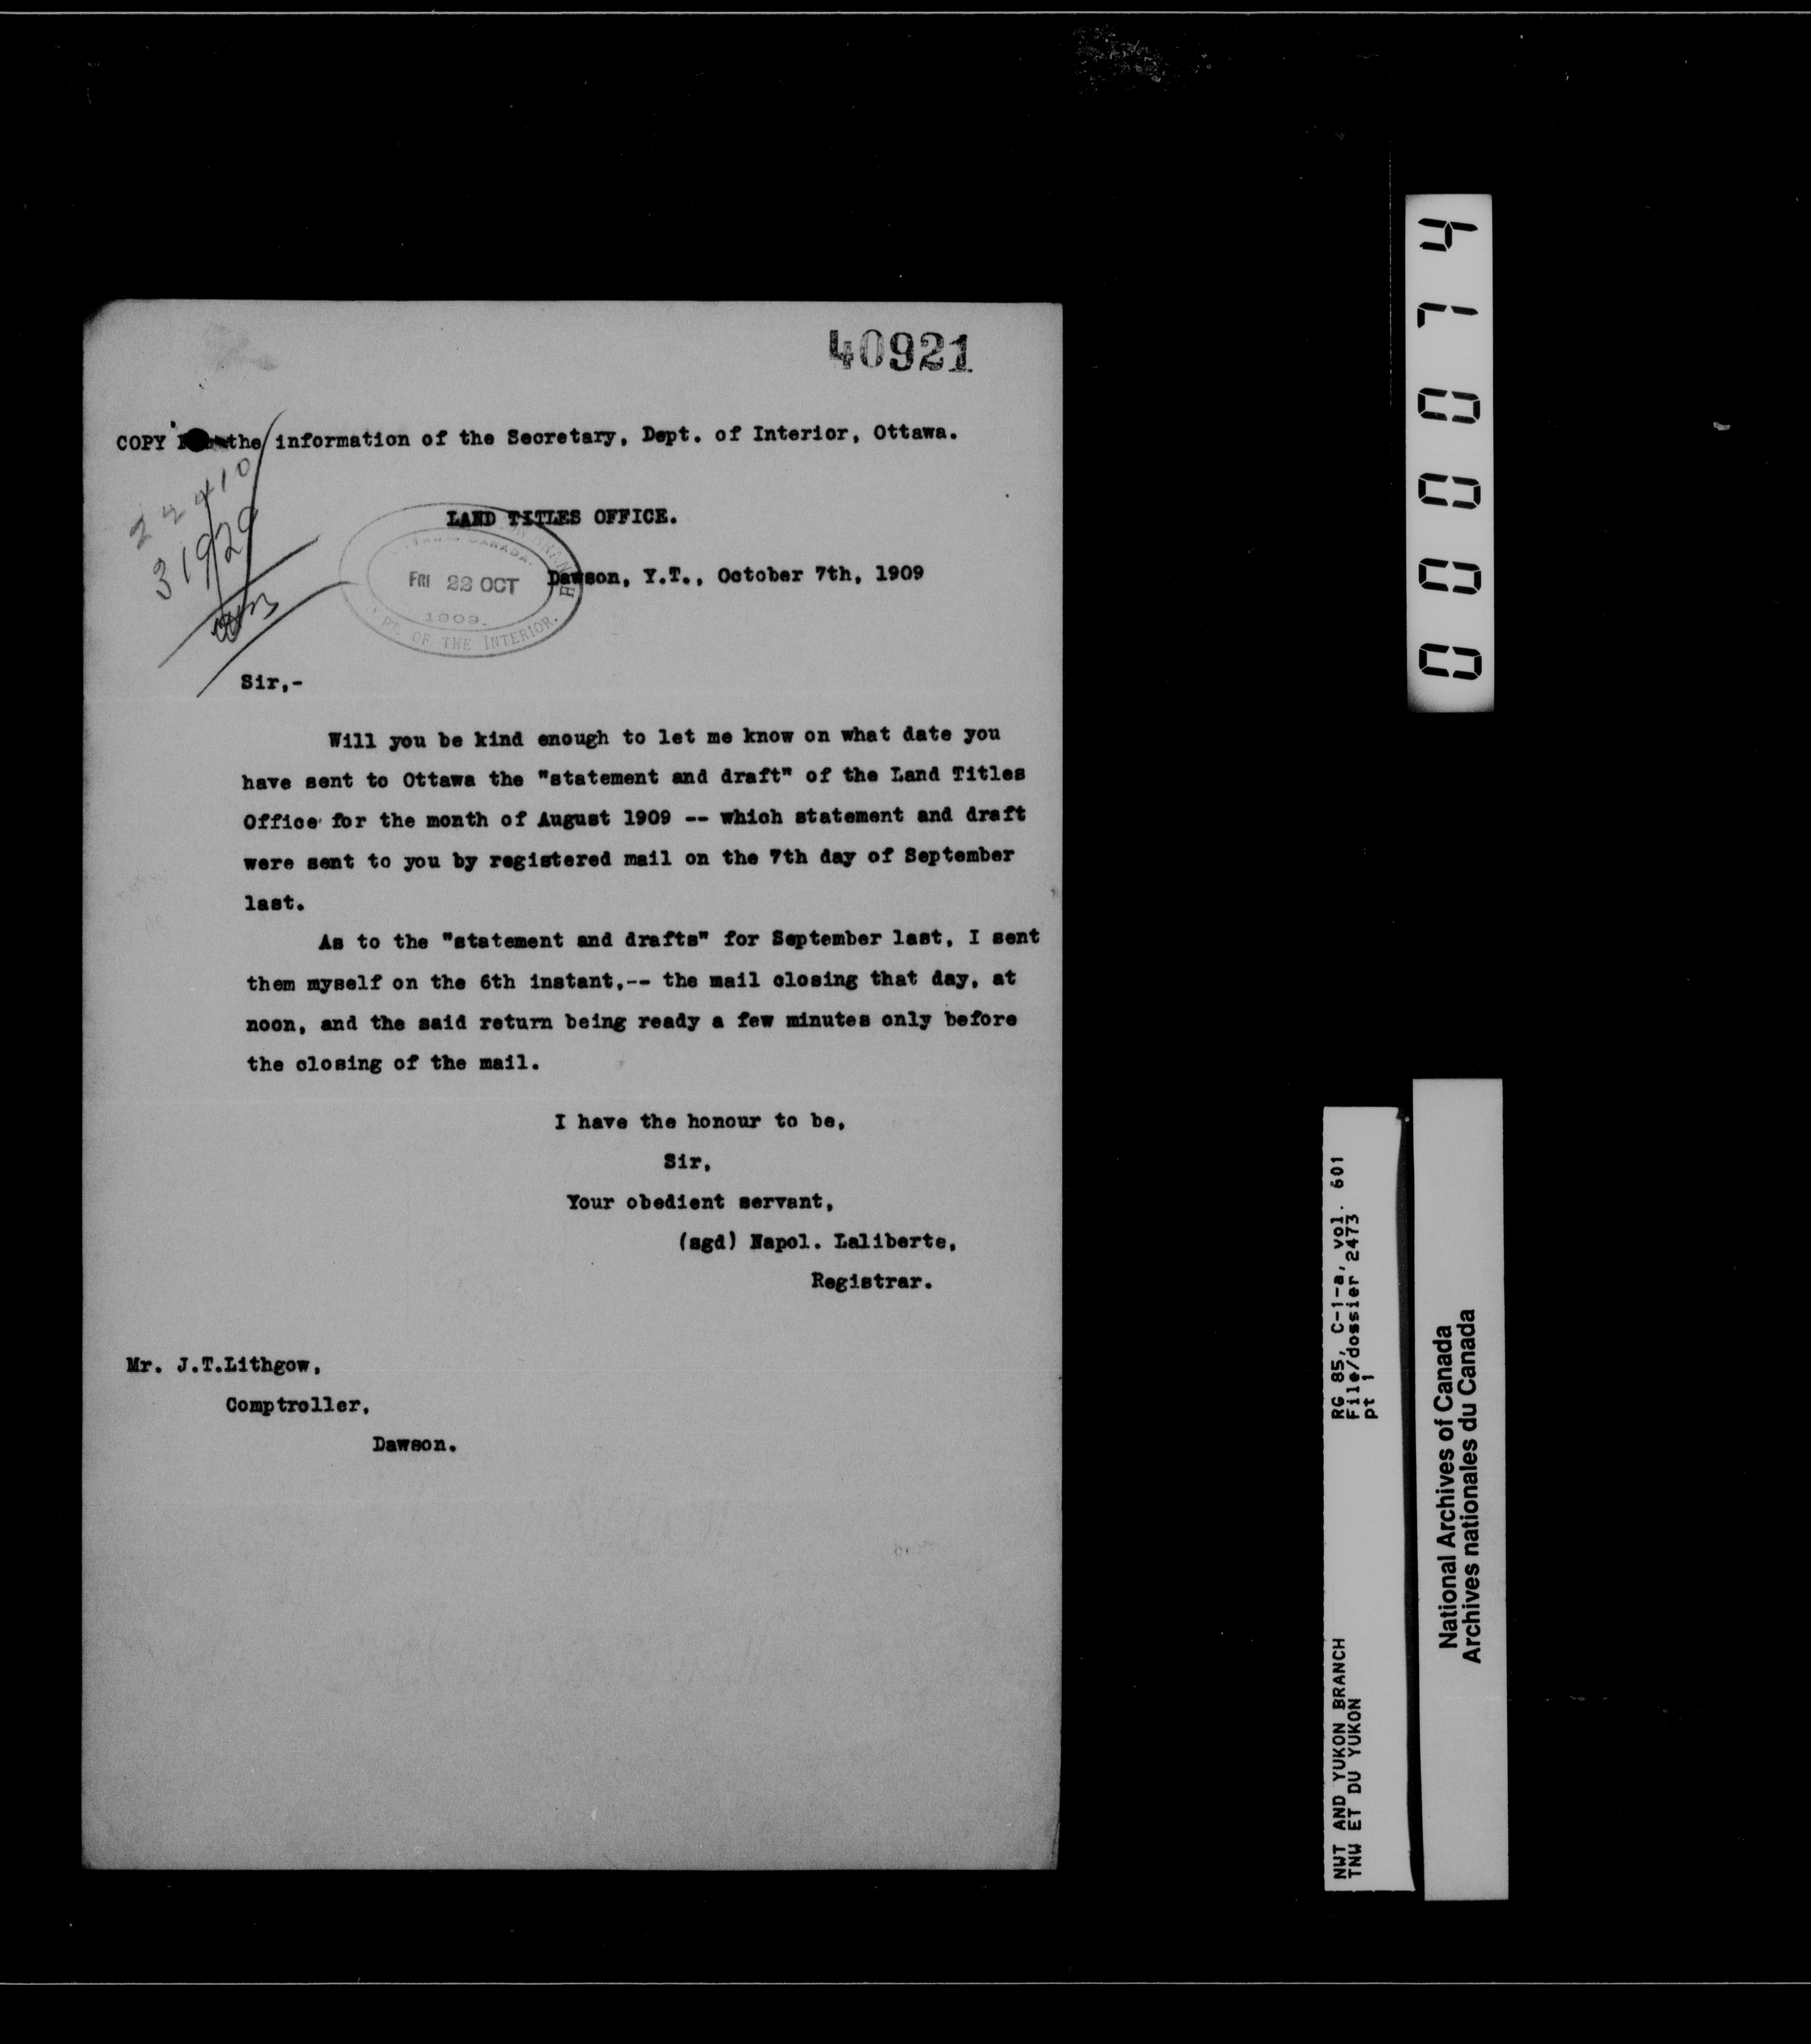 40921
COPY the information of the Secretary, Dept. of Interior, Ottawa.
31929
LAND TITLES OFFICE.
OTTAWA, CANADA.
FRI 22 OCT
1909.
PT. OF THE INTERIOR.
Dawson, Y.T., October 7th, 1909
Sir,-
Will you be kind enough to let me know on what date you
have sent to Ottawa the "statement and draft" of the Land Titles
Office for the month of August 1909 -- which statement and draft
were sent to you by registered mail on the 7th day of September
last.
As to the "statement and drafts" for September last, I sent
them myself on the 6th instant,-- the mail closing that day, at
noon, and the said return being ready a few minutes only before
the closing of the mail.
I have the honour to be,
Sir,
Your obedient servant,
(sgd) Napol. Laliberte,
Registrar.
Mr. J.T.Lithgow,
Comptroller,
Dawson.
000074
RG 85, C-1-a, vol. 601
File/dossier 2473
pt 1
NWT AND YUKON BRANCH
TNW ET DU YUKON
National Archives of Canada
Archives nationales du Canada